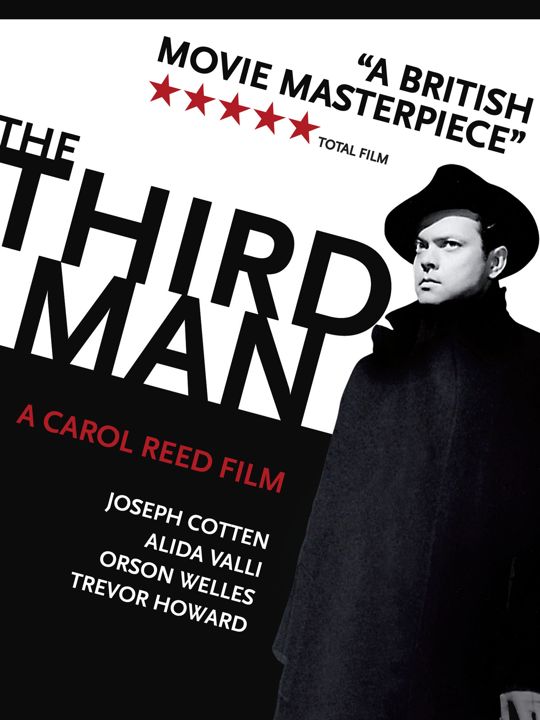 “A BRITISH
MOVIE MASTERPIECE”
TOTAL FILM
THE
THIRD
MAN
A CAROL REED FILM
JOSEPH COTTEN
ALIDA VALLI
ORSON WELLES
TREVOR HOWARD